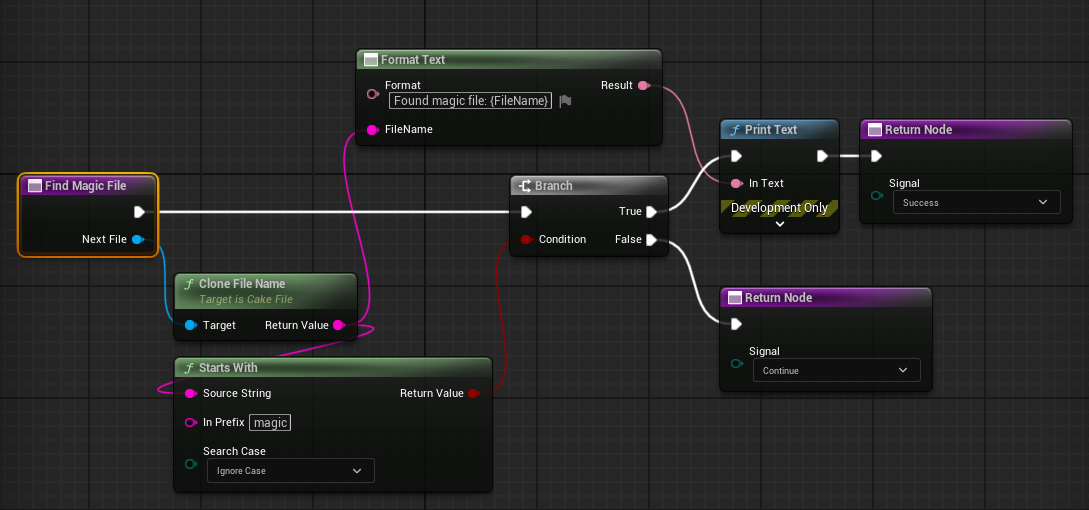 Format Text
Format
Found magic file: {FileName}
Result
FileName
Print Text
In Text
Development Only
Return Node
Signal
Success
Find Magic File
Next File
Branch
True
Condition
False
Clone File Name
Target is Cake File
Target
Return Value
Return Node
Signal
Continue
Starts With
Source String
Return Value
In Prefix
magic
Search Case
Ignore Case